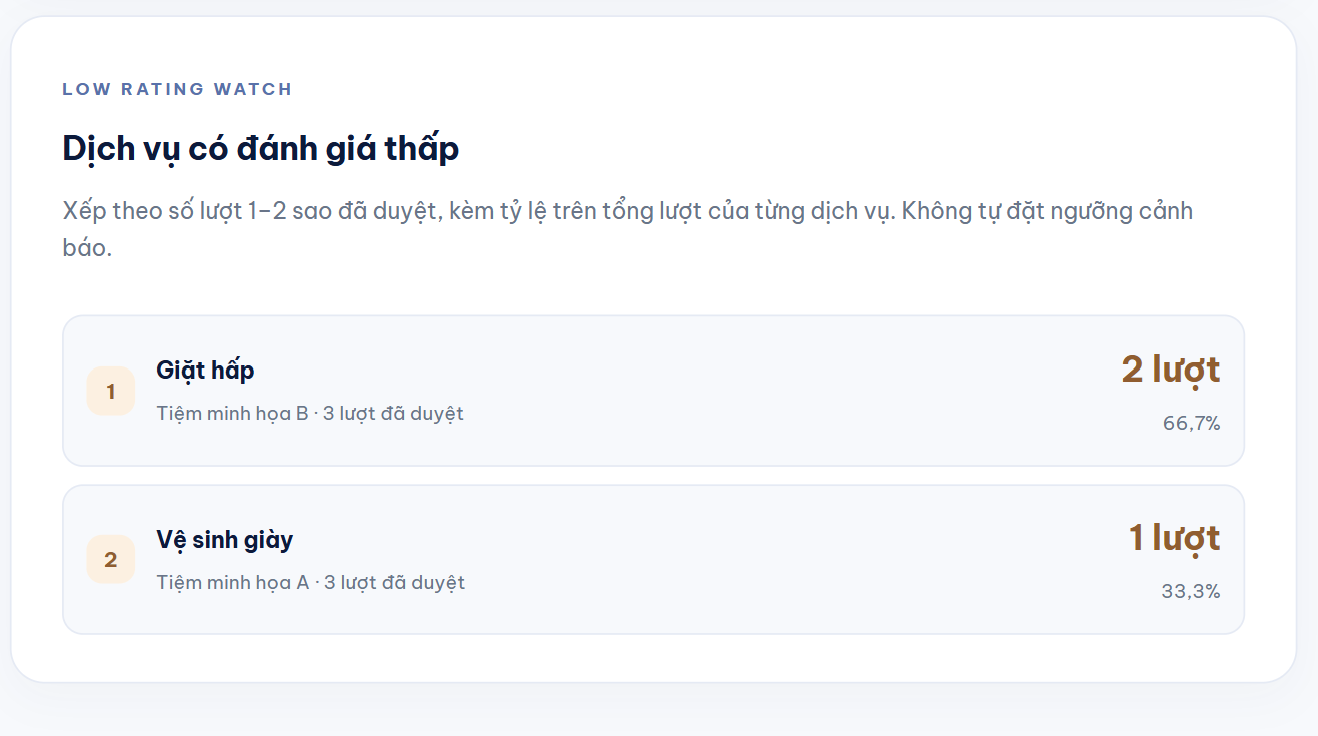 LOW RATING WATCH
Dịch vụ có đánh giá thấp
Xếp theo số lượt 1–2 sao đã duyệt, kèm tỷ lệ trên tổng lượt của từng dịch vụ. Không tự đặt ngưỡng cảnh
báo.
1
Giặt hấp
Tiệm minh họa B · 3 lượt đã duyệt
2 lượt
66,7%
2
Vệ sinh giày
Tiệm minh họa A · 3 lượt đã duyệt
1 lượt
33,3%